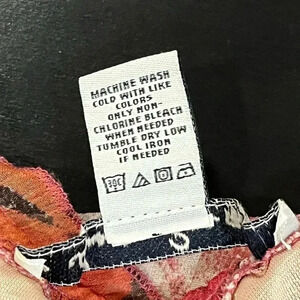 MACHINE WASH
COLD WITH LIKE
COLORS
ONLY NON-
CHLORINE BLEACH
WHEN NEEDED
TUMBLE DRY LOW
COOL IRON
IF NEEDED
30C
S